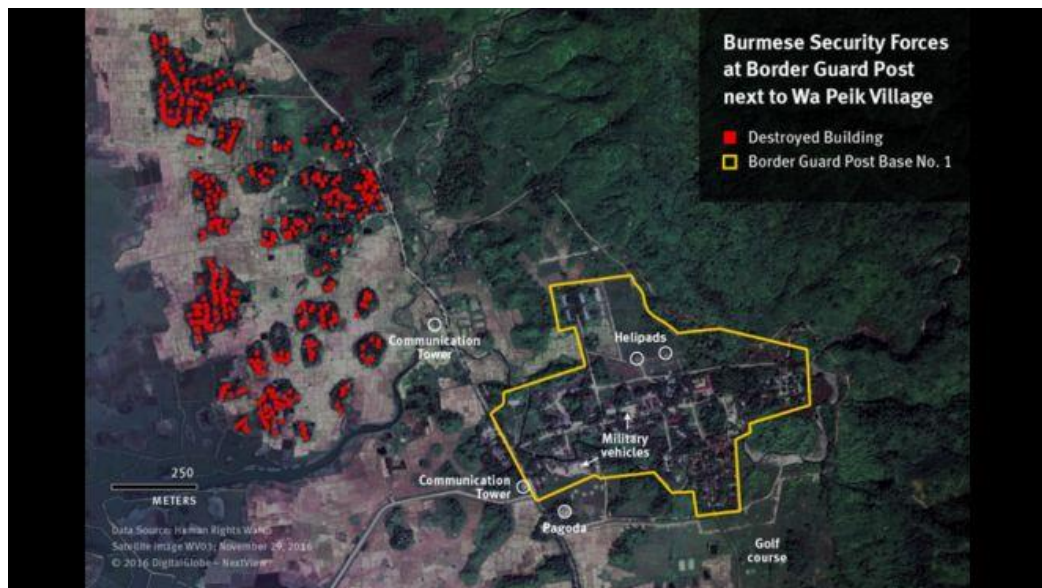 Burmese Security Forces
at Border Guard Post
next to Wa Peik Village
Destroyed Building
Border Guard Post Base No. 1
Communication
Tower
Helipads
Military
vehicles
Communication
Tower
Pagoda
Golf
course
250
METERS
Data Source: Human Rights Watch
Satellite Image WV03; November 29, 2016
© 2016 DigitalGlobe – NextView